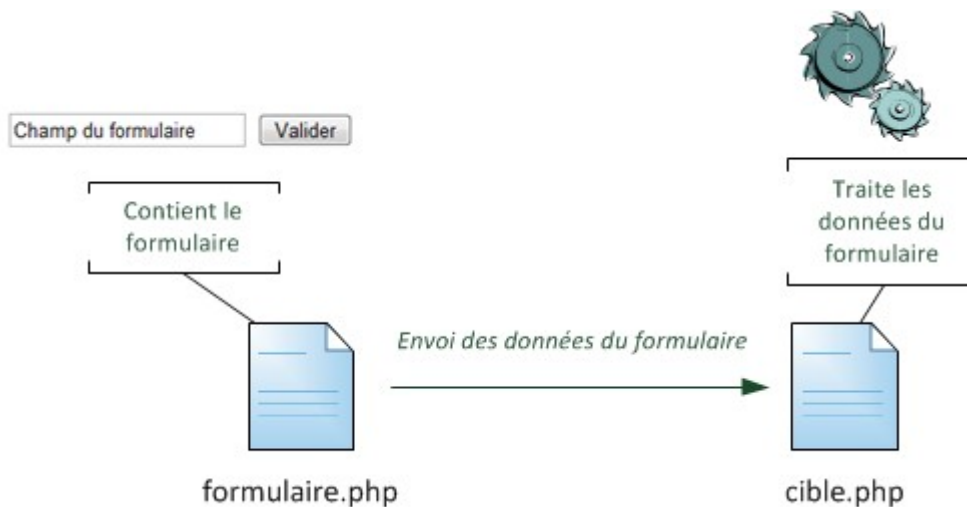 Champ du formulaire
Valider
Contient le
formulaire
Traite les
données du
formulaire
Envoi des données du formulaire
formulaire.php
cible.php